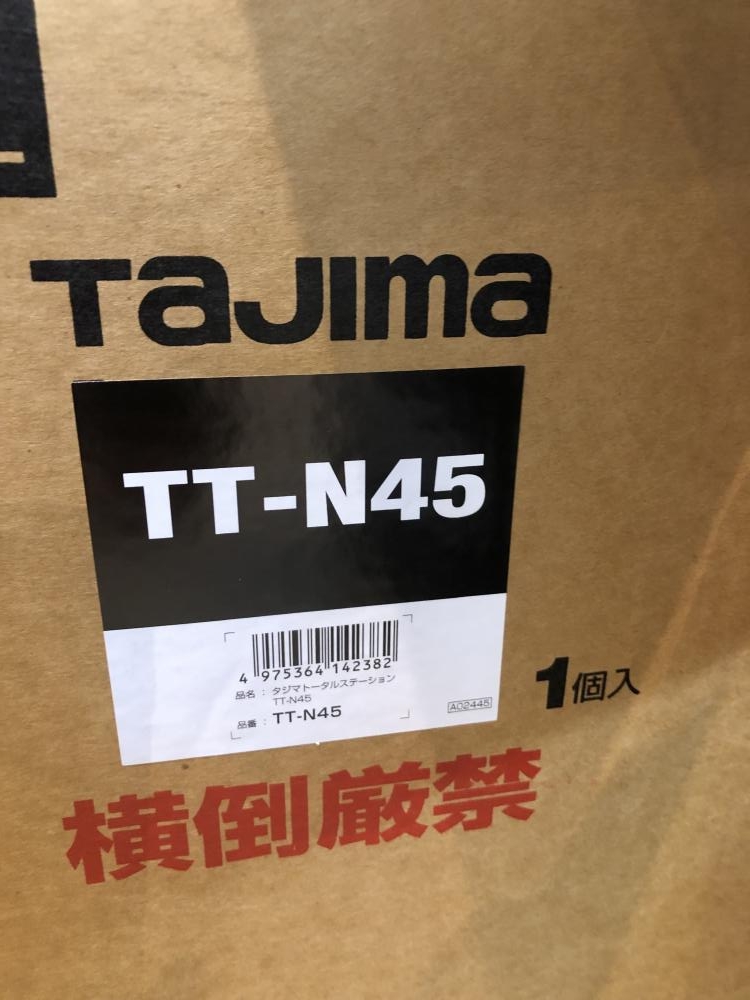 TaJima
TT-N45
4 975364 142382
品名 : タジマトータルステーション
TT-N45
品番 : TT-N45
A02445
1個入
横倒厳禁